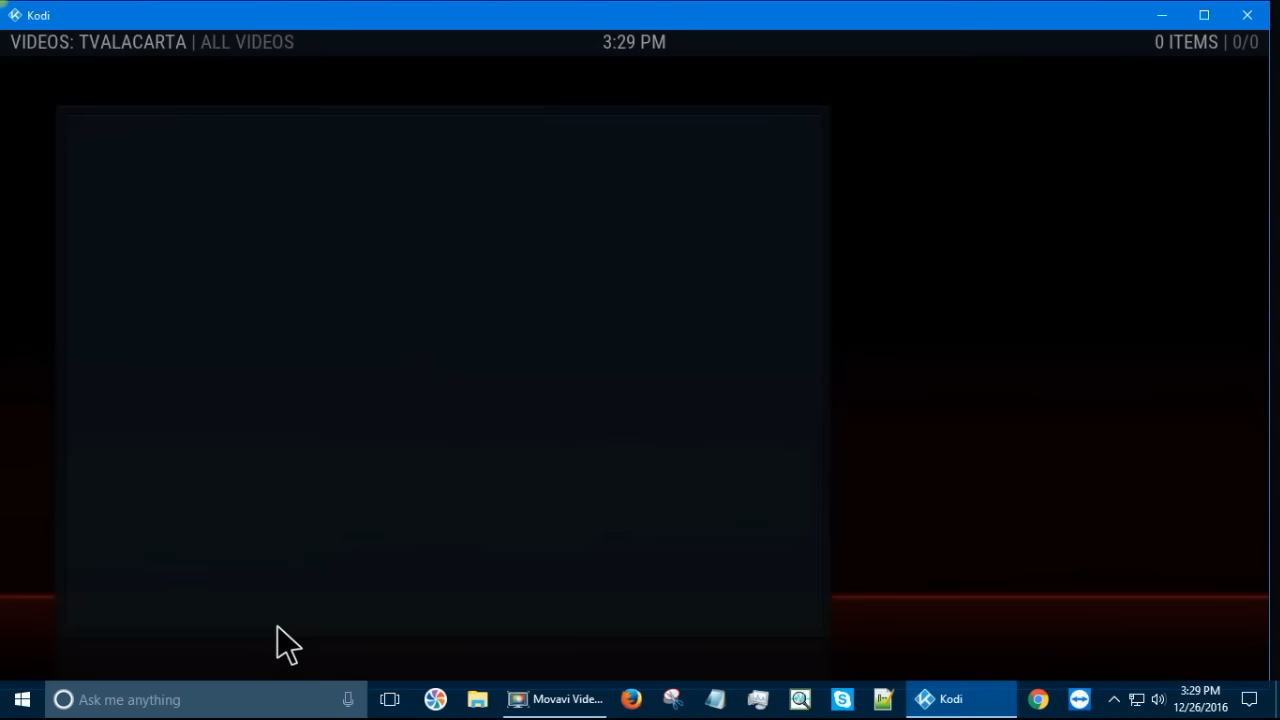 Kodi
VIDEOS: TVALACARTA | ALL VIDEOS
3:29 PM
0 ITEMS | 0/0
Ask me anything
Movavi Vide...
Kodi
3:29 PM
12/26/2016